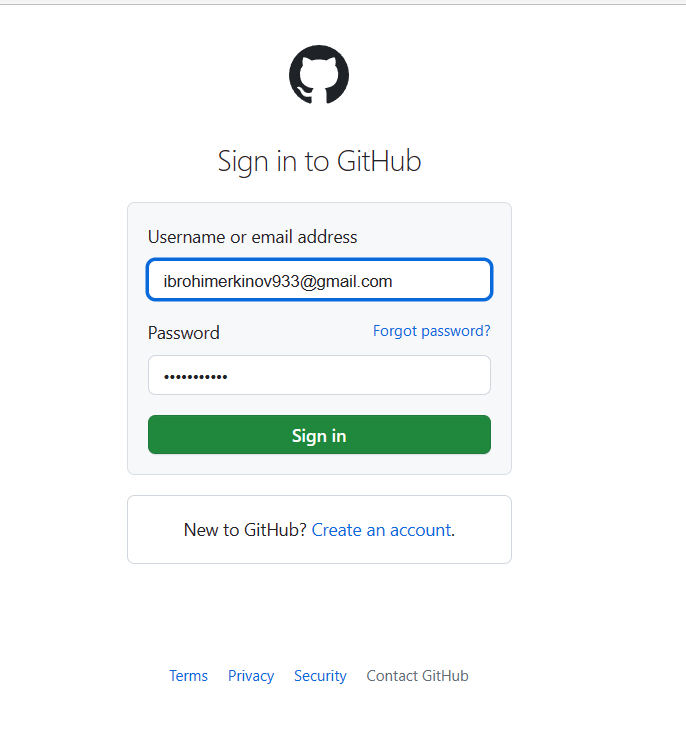 Sign in to GitHub
Username or email address
ibrohimerkinov933@gmail.com
Password Forgot password?
•••••••••••
Sign in
New to GitHub? Create an account.
Terms Privacy Security Contact GitHub